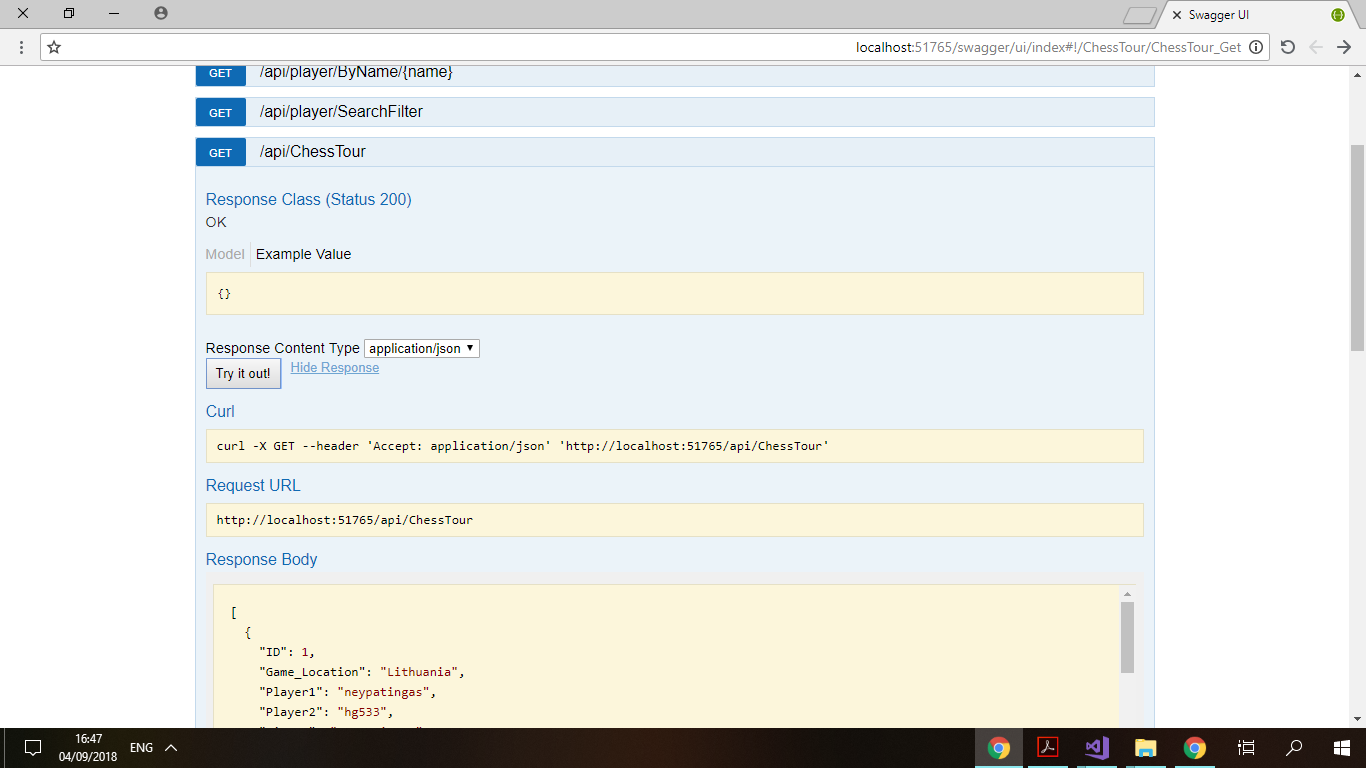 Swagger UI
localhost:51765/swagger/ui/index#!/ChessTour/ChessTour_Get
GET /api/player/ByName/{name}
GET /api/player/SearchFilter
GET /api/ChessTour
Response Class (Status 200)
OK
Model Example Value
{}
Response Content Type application/json
Try it out! Hide Response
Curl
curl -X GET --header 'Accept: application/json' 'http://localhost:51765/api/ChessTour'
Request URL
http://localhost:51765/api/ChessTour
Response Body
[
{
"ID": 1,
"Game_Location": "Lithuania",
"Player1": "neypatingas",
"Player2": "hg533",
16:47
04/09/2018
ENG